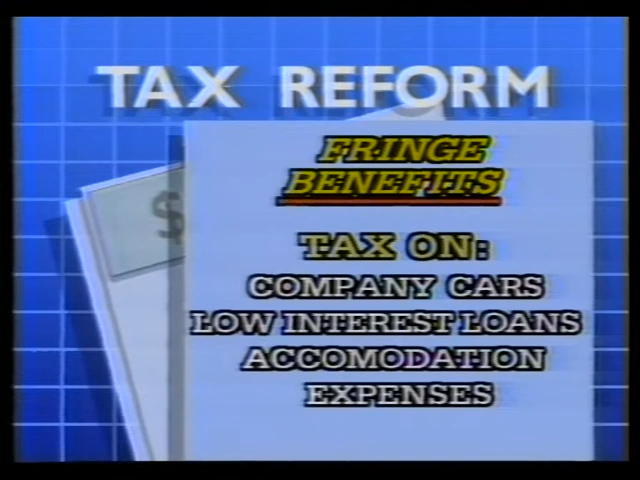 TAX REFORM
FRINGE
BENEFITS
TAX ON:
COMPANY CARS
LOW INTEREST LOANS
ACCOMODATION
EXPENSES
$